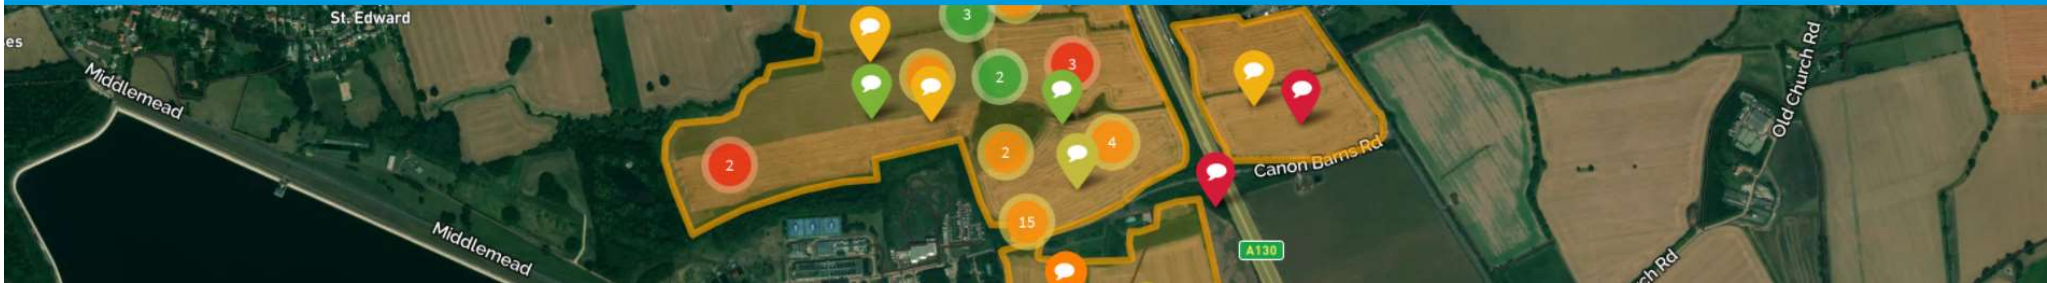 St. Edward
3
es
Middlemead
3
2
2
2
4
Old Church Rd
Canon Barns Rd
15
Middlemead
A130
ch Rd